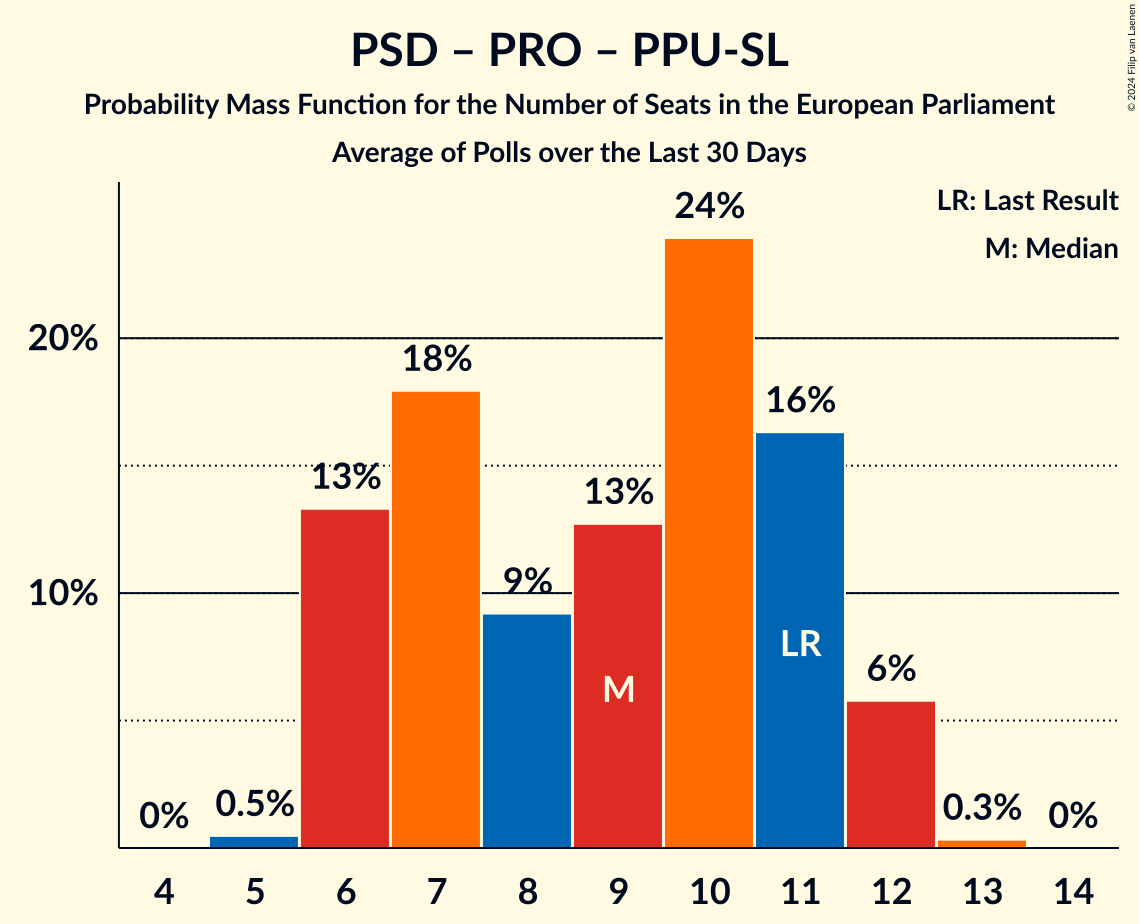 PSD – PRO – PPU-SL
Probability Mass Function for the Number of Seats in the European Parliament
Average of Polls over the Last 30 Days
© 2024 Filip van Laenen
LR: Last Result
M: Median
20%
10%
0%
0.5%
13%
18%
9%
13%
24%
16%
6%
0.3%
0%
M
LR
4 5 6 7 8 9 10 11 12 13 14